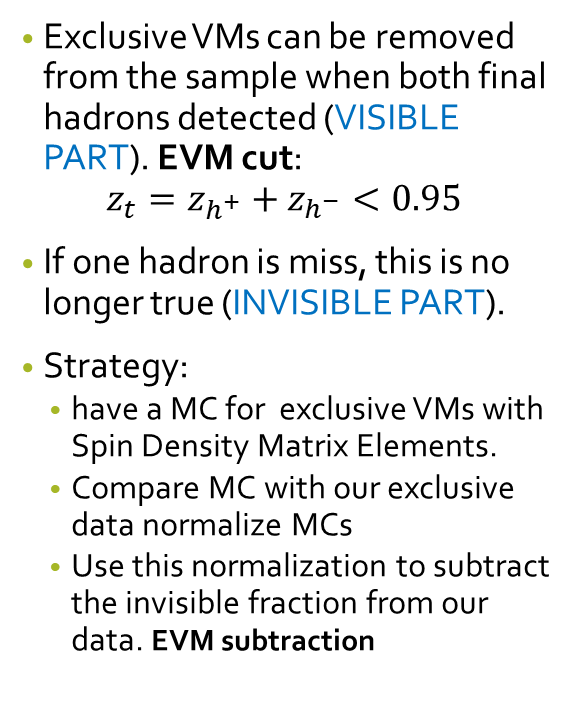 • Exclusive VMs can be removed
from the sample when both final
hadrons detected (VISIBLE
PART). EVM cut:
z_t = z_{h^+} + z_{h^-} < 0.95
• If one hadron is miss, this is no
longer true (INVISIBLE PART).
• Strategy:
• have a MC for exclusive VMs with
Spin Density Matrix Elements.
• Compare MC with our exclusive
data normalize MCs
• Use this normalization to subtract
the invisible fraction from our
data. EVM subtraction